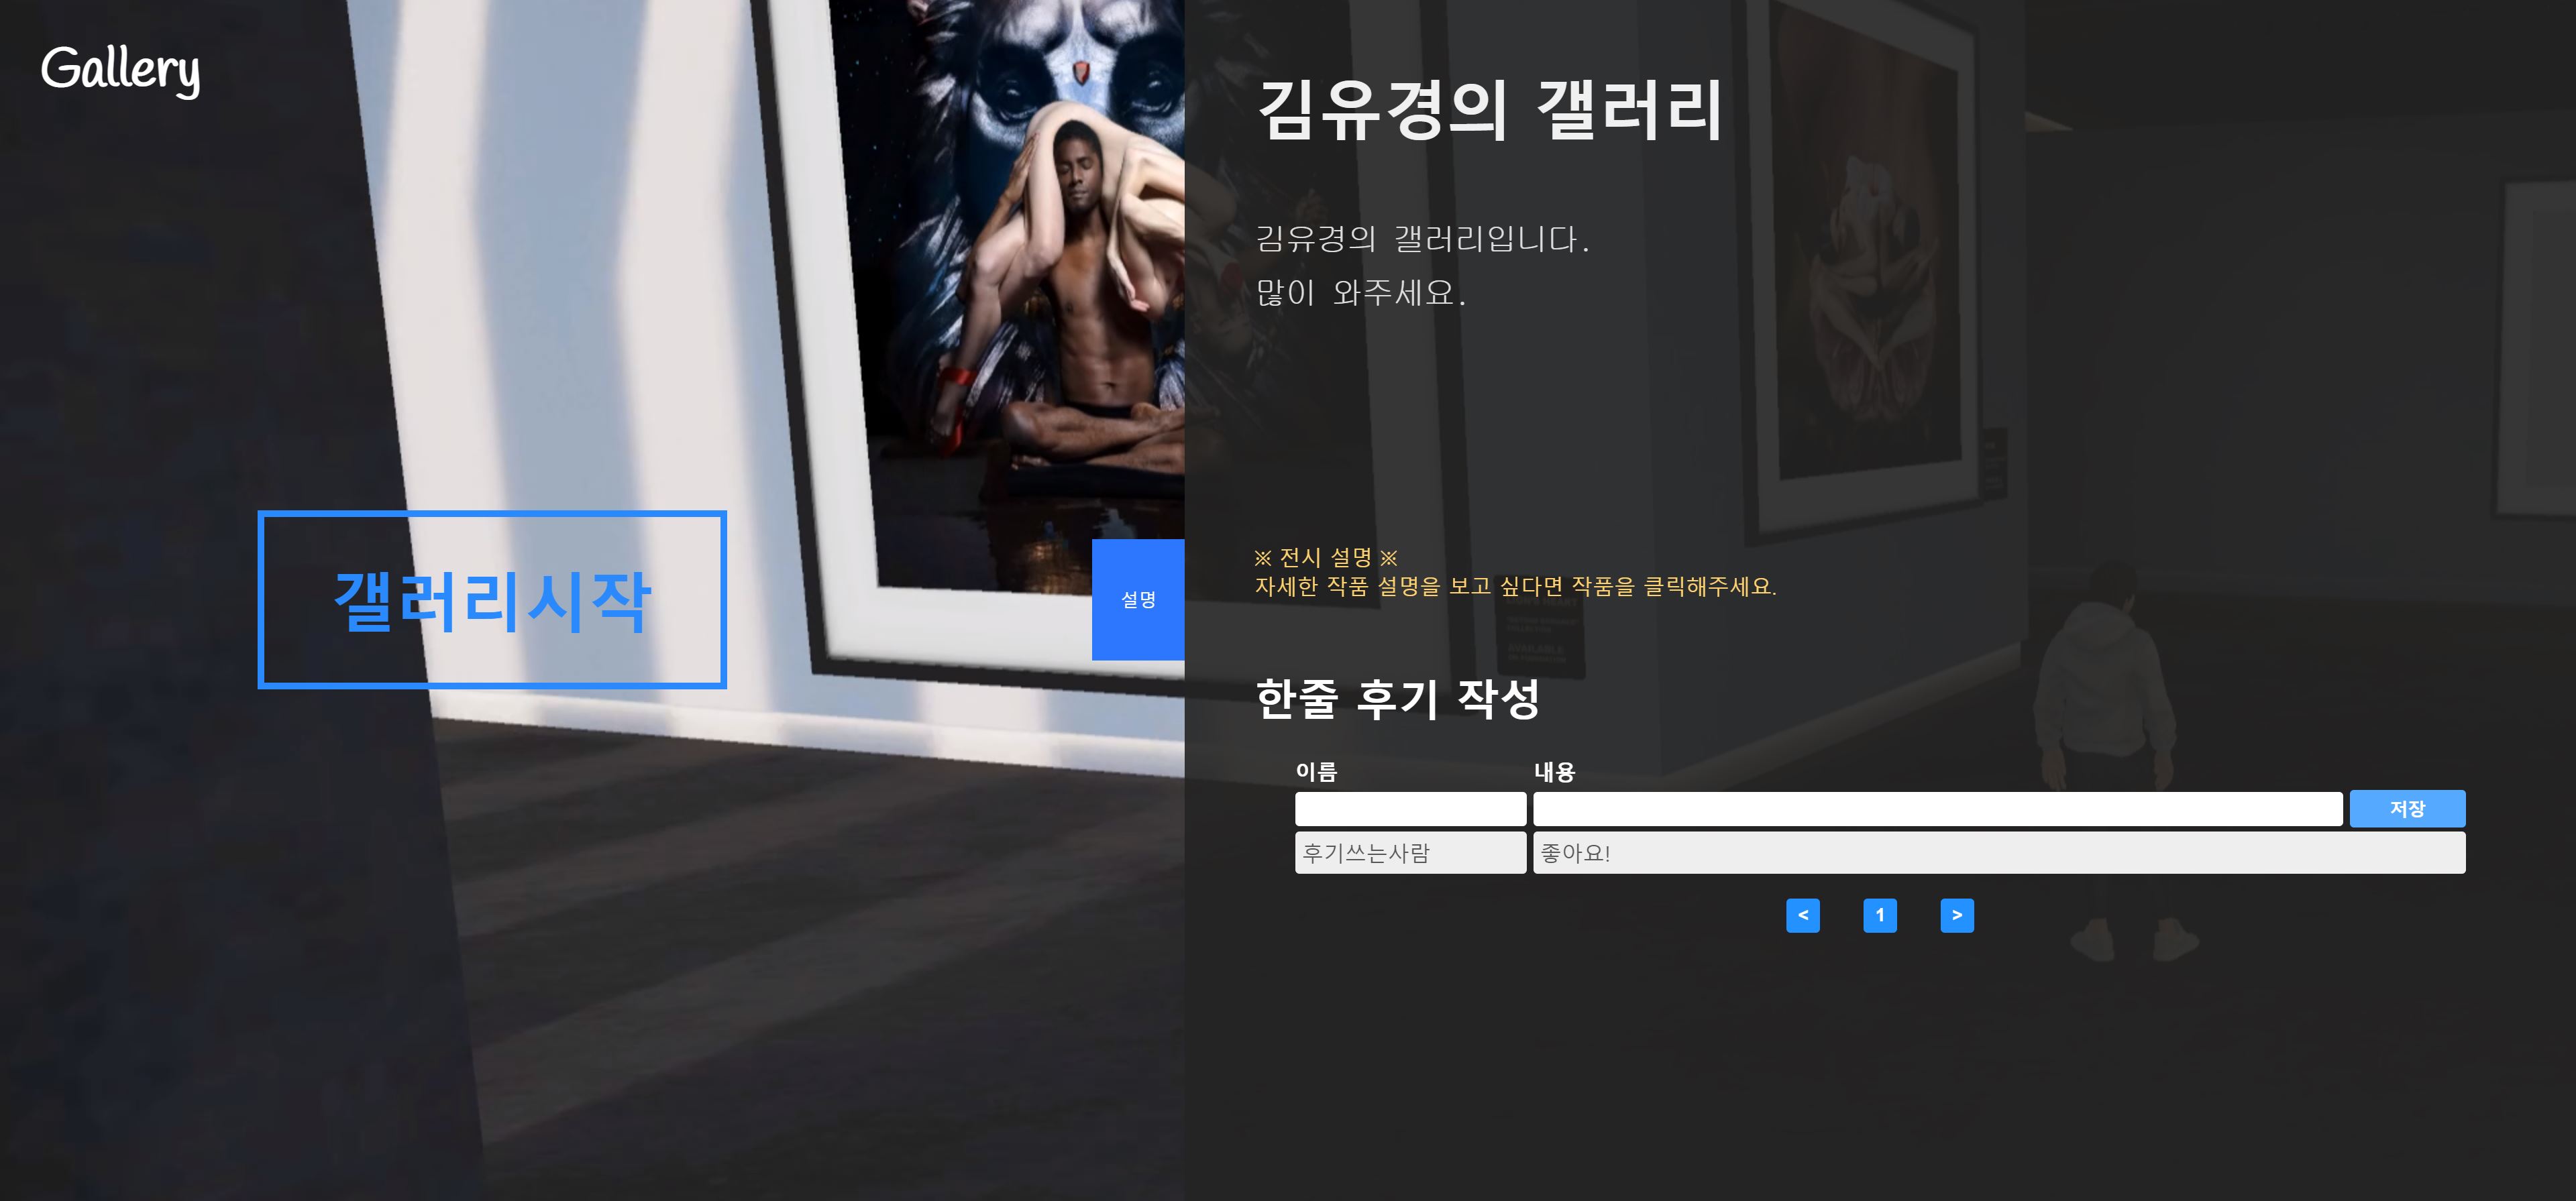 Gallery
갤러리시작
설명
김유경의 갤러리
김유경의 갤러리입니다.
많이 와주세요.
※ 전시 설명 ※
자세한 작품 설명을 보고 싶다면 작품을 클릭해주세요.
한줄 후기 작성
이름 내용
저장
후기쓰는사람 좋아요!
< 1 >